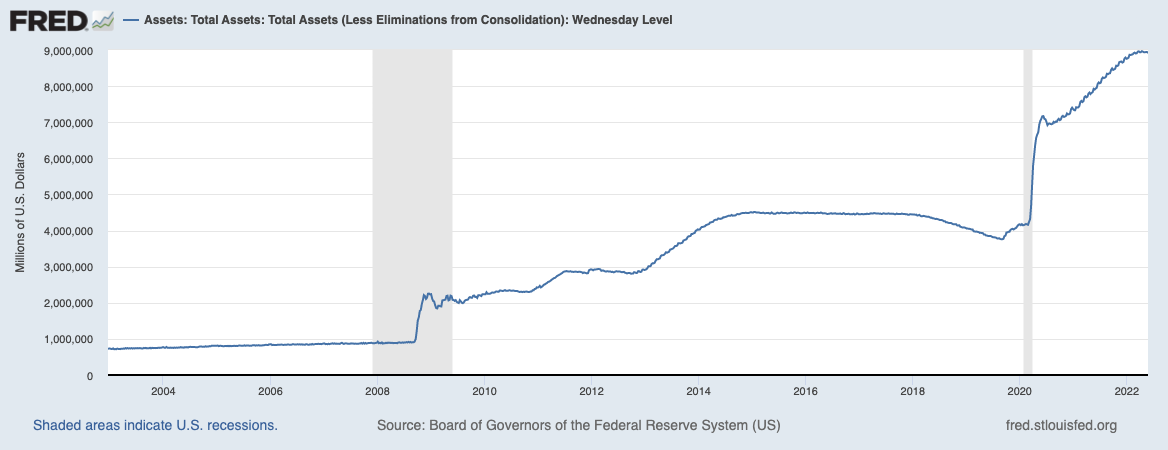 FRED
Assets: Total Assets: Total Assets (Less Eliminations from Consolidation): Wednesday Level
Millions of U.S. Dollars
9,000,000
8,000,000
7,000,000
6,000,000
5,000,000
4,000,000
3,000,000
2,000,000
1,000,000
0
2004 2006 2008 2010 2012 2014 2016 2018 2020 2022
Shaded areas indicate U.S. recessions. Source: Board of Governors of the Federal Reserve System (US) fred.stlouisfed.org